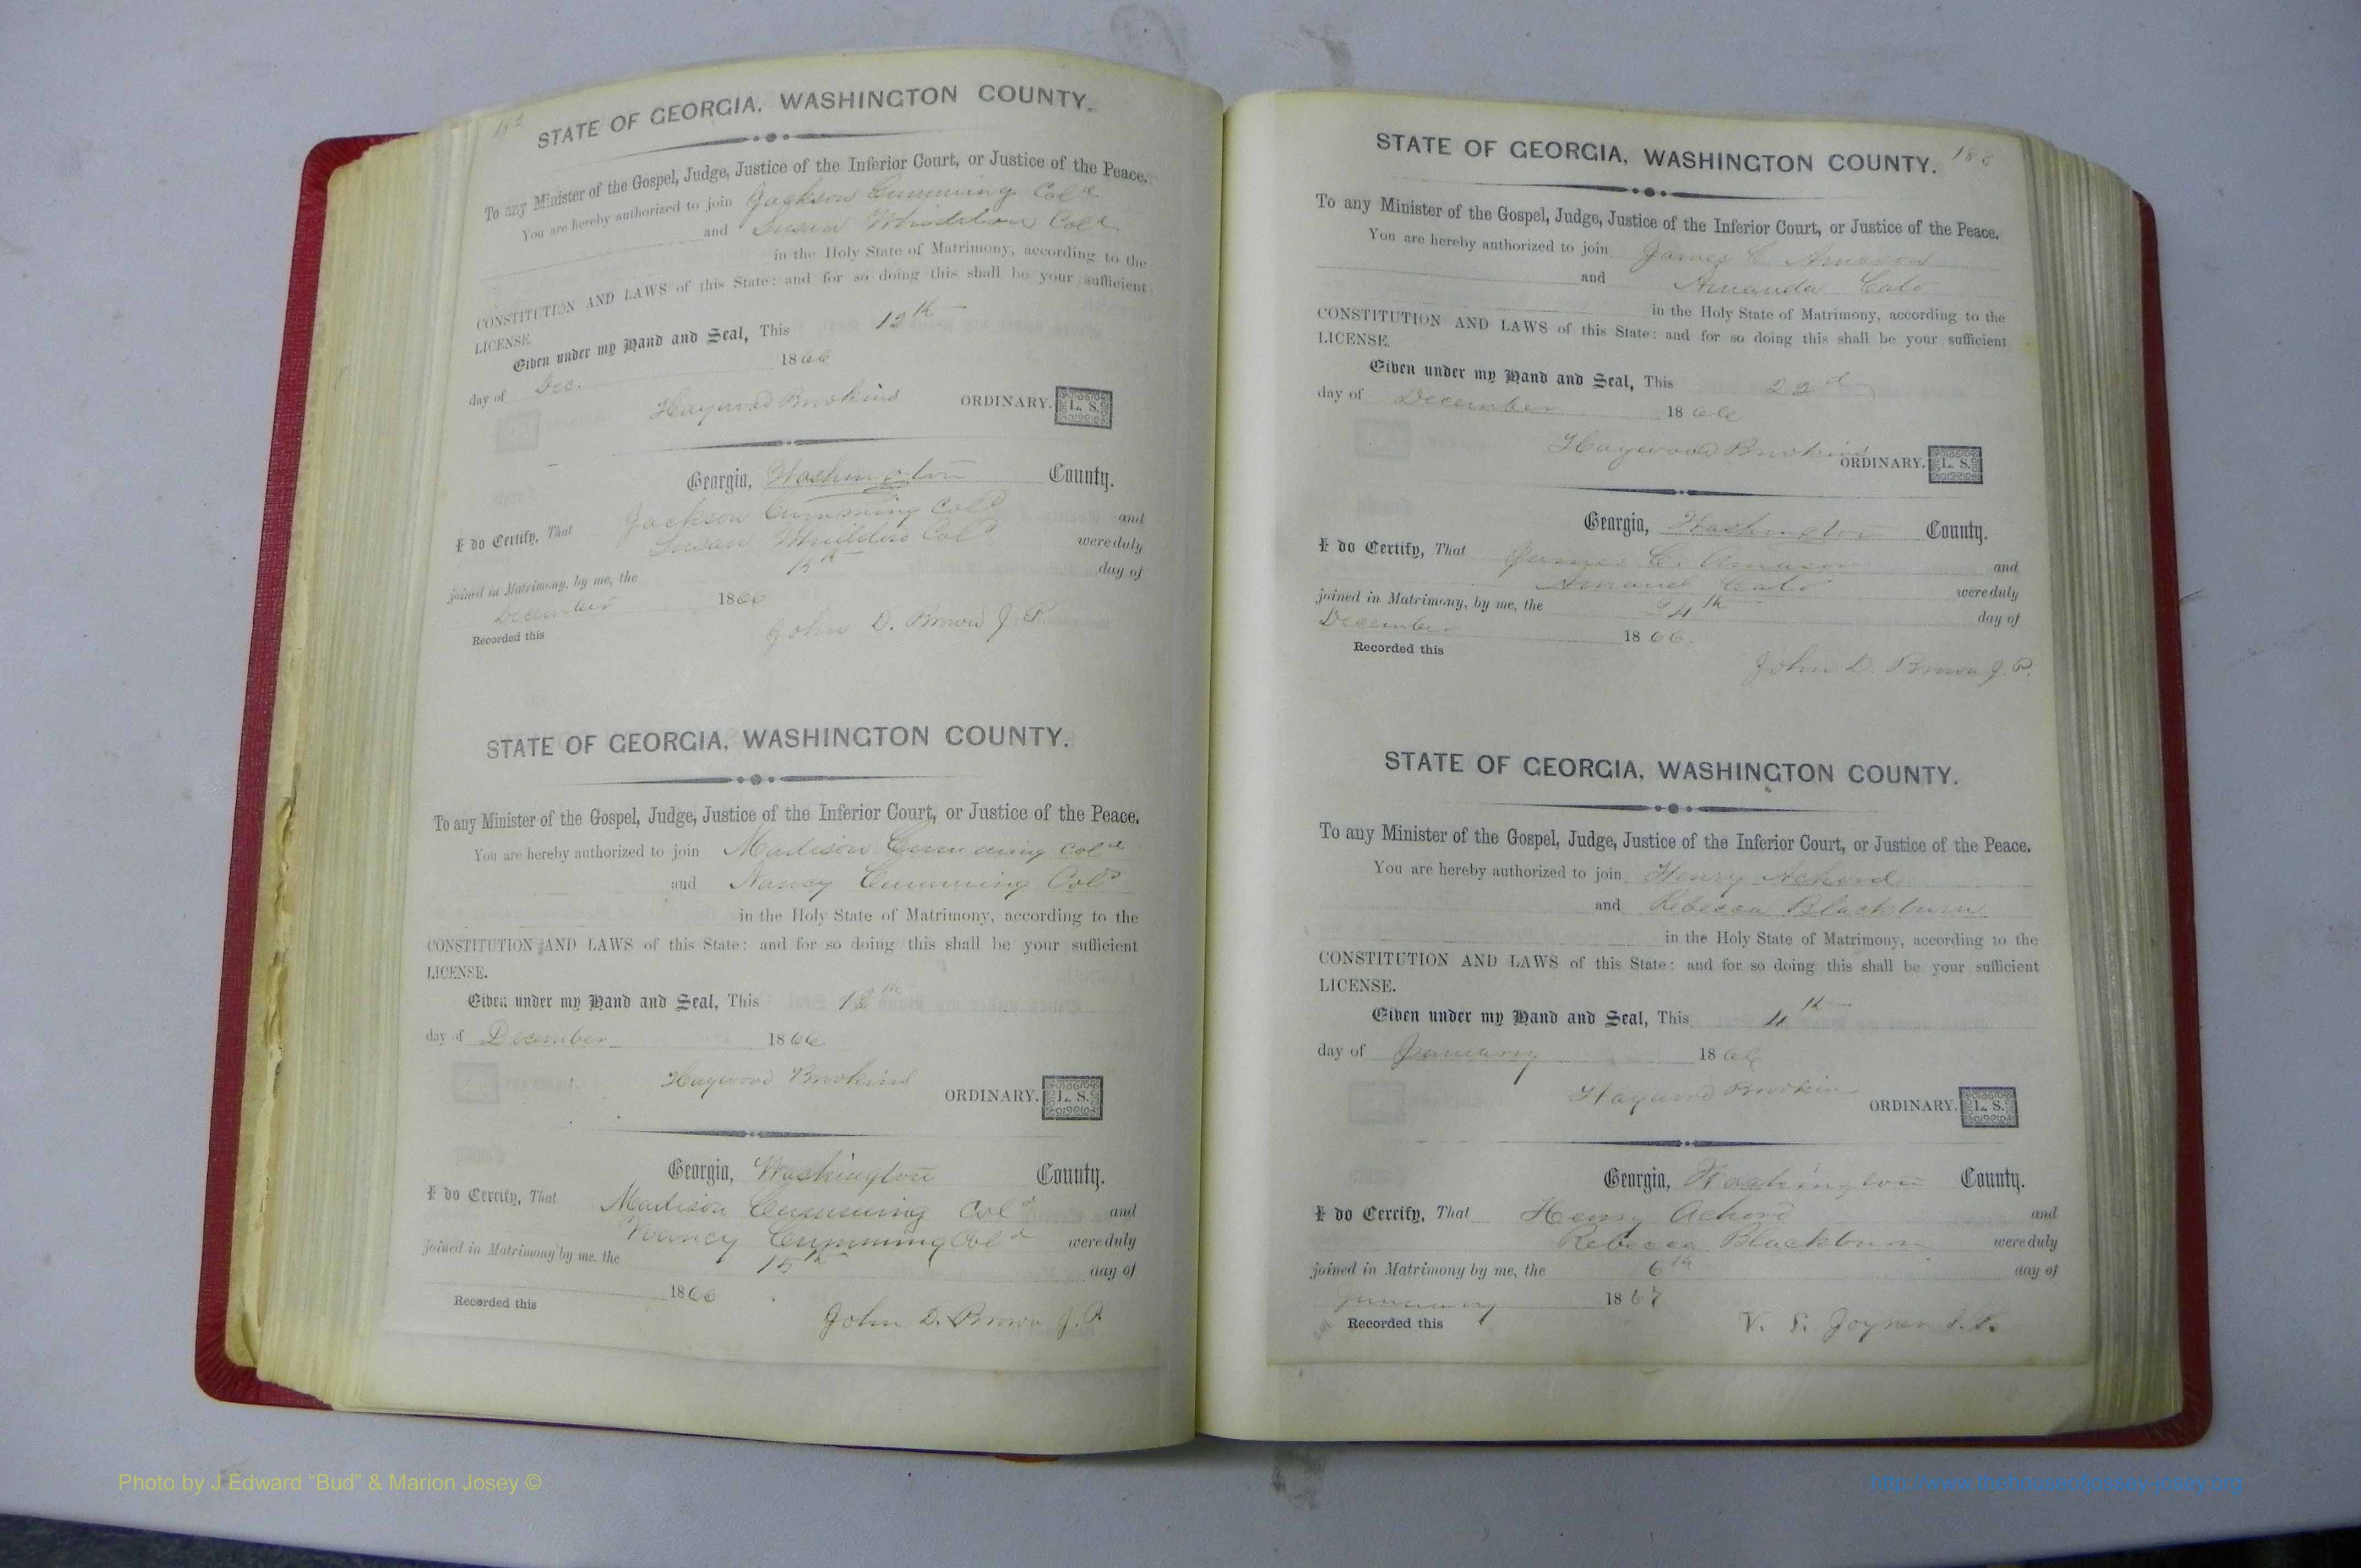 STATE OF GEORGIA, WASHINGTON COUNTY.
To any Minister of the Gospel, Judge, Justice of the Inferior Court, or Justice of the Peace.
You are hereby authorized to join Jackson Cumming Col d
and Susan Col d
in the Holy State of Matrimony, according to the
CONSTITUTION AND LAWS of this State: and for so doing this shall be your sufficient
LICENSE.
Given under my Hand and Seal, This 12th
day of Dec. 1866
Haywood Brookins ORDINARY. L. S.
Georgia, Washington County.
I do Certify, That Jackson Cumming Col d and
Susan Col d were duly
joined in Matrimony, by me, the 15th day of
December 1866
Recorded this John D. Brown J. P.
STATE OF GEORGIA, WASHINGTON COUNTY.
To any Minister of the Gospel, Judge, Justice of the Inferior Court, or Justice of the Peace.
You are hereby authorized to join Madison Cumming Col d
and Nancy Cumming Col d
in the Holy State of Matrimony, according to the
CONSTITUTION AND LAWS of this State: and for so doing this shall be your sufficient
LICENSE.
Given under my Hand and Seal, This th
day of December 1866
Haywood Brookins ORDINARY. L. S.
Georgia, Washington County.
I do Certify, That Madison Cumming Col d and
Nancy Cumming Col d were duly
joined in Matrimony by me, the 15th day of
1866
Recorded this John D. Brown J. P.
STATE OF GEORGIA, WASHINGTON COUNTY.
To any Minister of the Gospel, Judge, Justice of the Inferior Court, or Justice of the Peace.
You are hereby authorized to join James C. Amason
and Amanda Cato
in the Holy State of Matrimony, according to the
CONSTITUTION AND LAWS of this State: and for so doing this shall be your sufficient
LICENSE.
Given under my Hand and Seal, This 22d
day of December 1866
Haywood Brookins ORDINARY. L. S.
Georgia, Washington County.
I do Certify, That James C. Amason and
Cato were duly
joined in Matrimony, by me, the 24th day of
December 1866.
Recorded this John D. Brown J. P.
STATE OF GEORGIA, WASHINGTON COUNTY.
To any Minister of the Gospel, Judge, Justice of the Inferior Court, or Justice of the Peace.
You are hereby authorized to join Henry Achord
and Rebecca Blackburn
in the Holy State of Matrimony, according to the
CONSTITUTION AND LAWS of this State: and for so doing this shall be your sufficient
LICENSE.
Given under my Hand and Seal, This 4th
day of January 1866
Haywood Brookins ORDINARY. L. S.
Georgia, Washington County.
I do Certify, That Henry Achord and
Rebecca Blackburn were duly
joined in Matrimony by me, the 6th day of
January 1867
Recorded this Joyner J. P.
Photo by J Edward “Bud” & Marion Josey ©